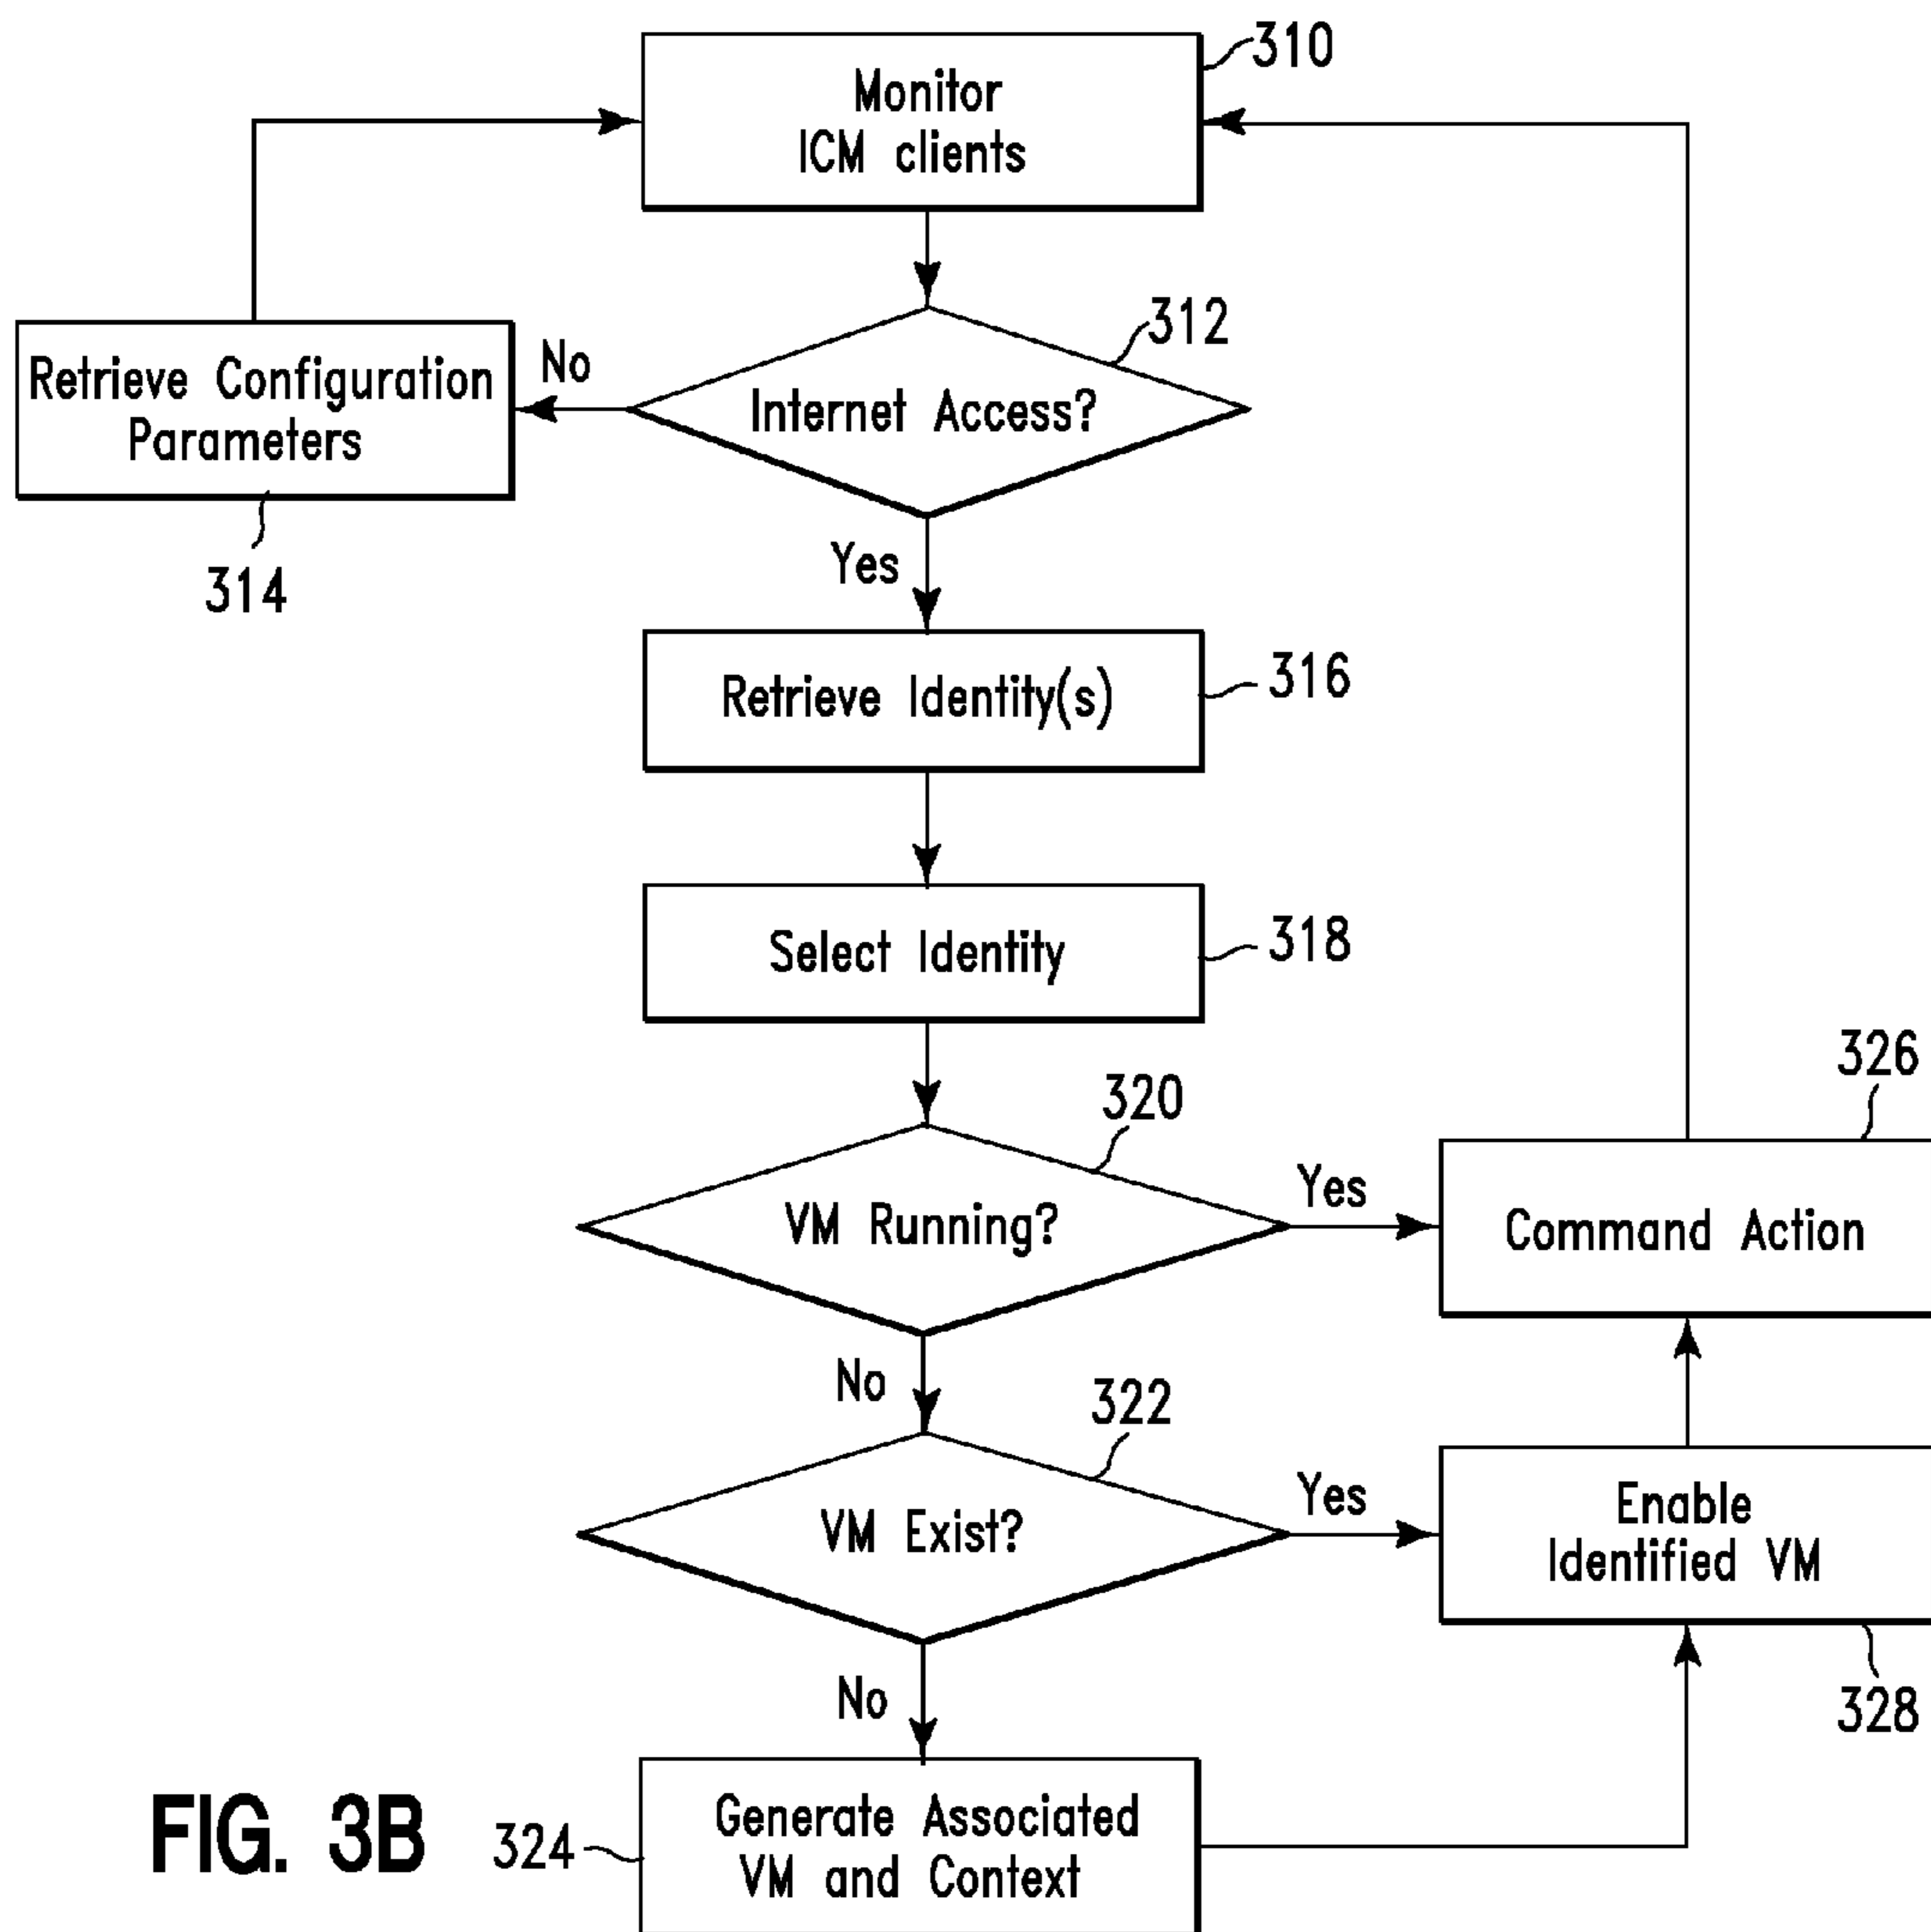 310
Monitor
ICM clients
312
Internet Access?
No
Retrieve Configuration
Parameters
314
Yes
Retrieve Identity(s)
316
Select Identity
318
320
VM Running?
Yes
326
Command Action
No
322
VM Exist?
Yes
Enable
Identified VM
328
No
Generate Associated
VM and Context
324
FIG. 3B